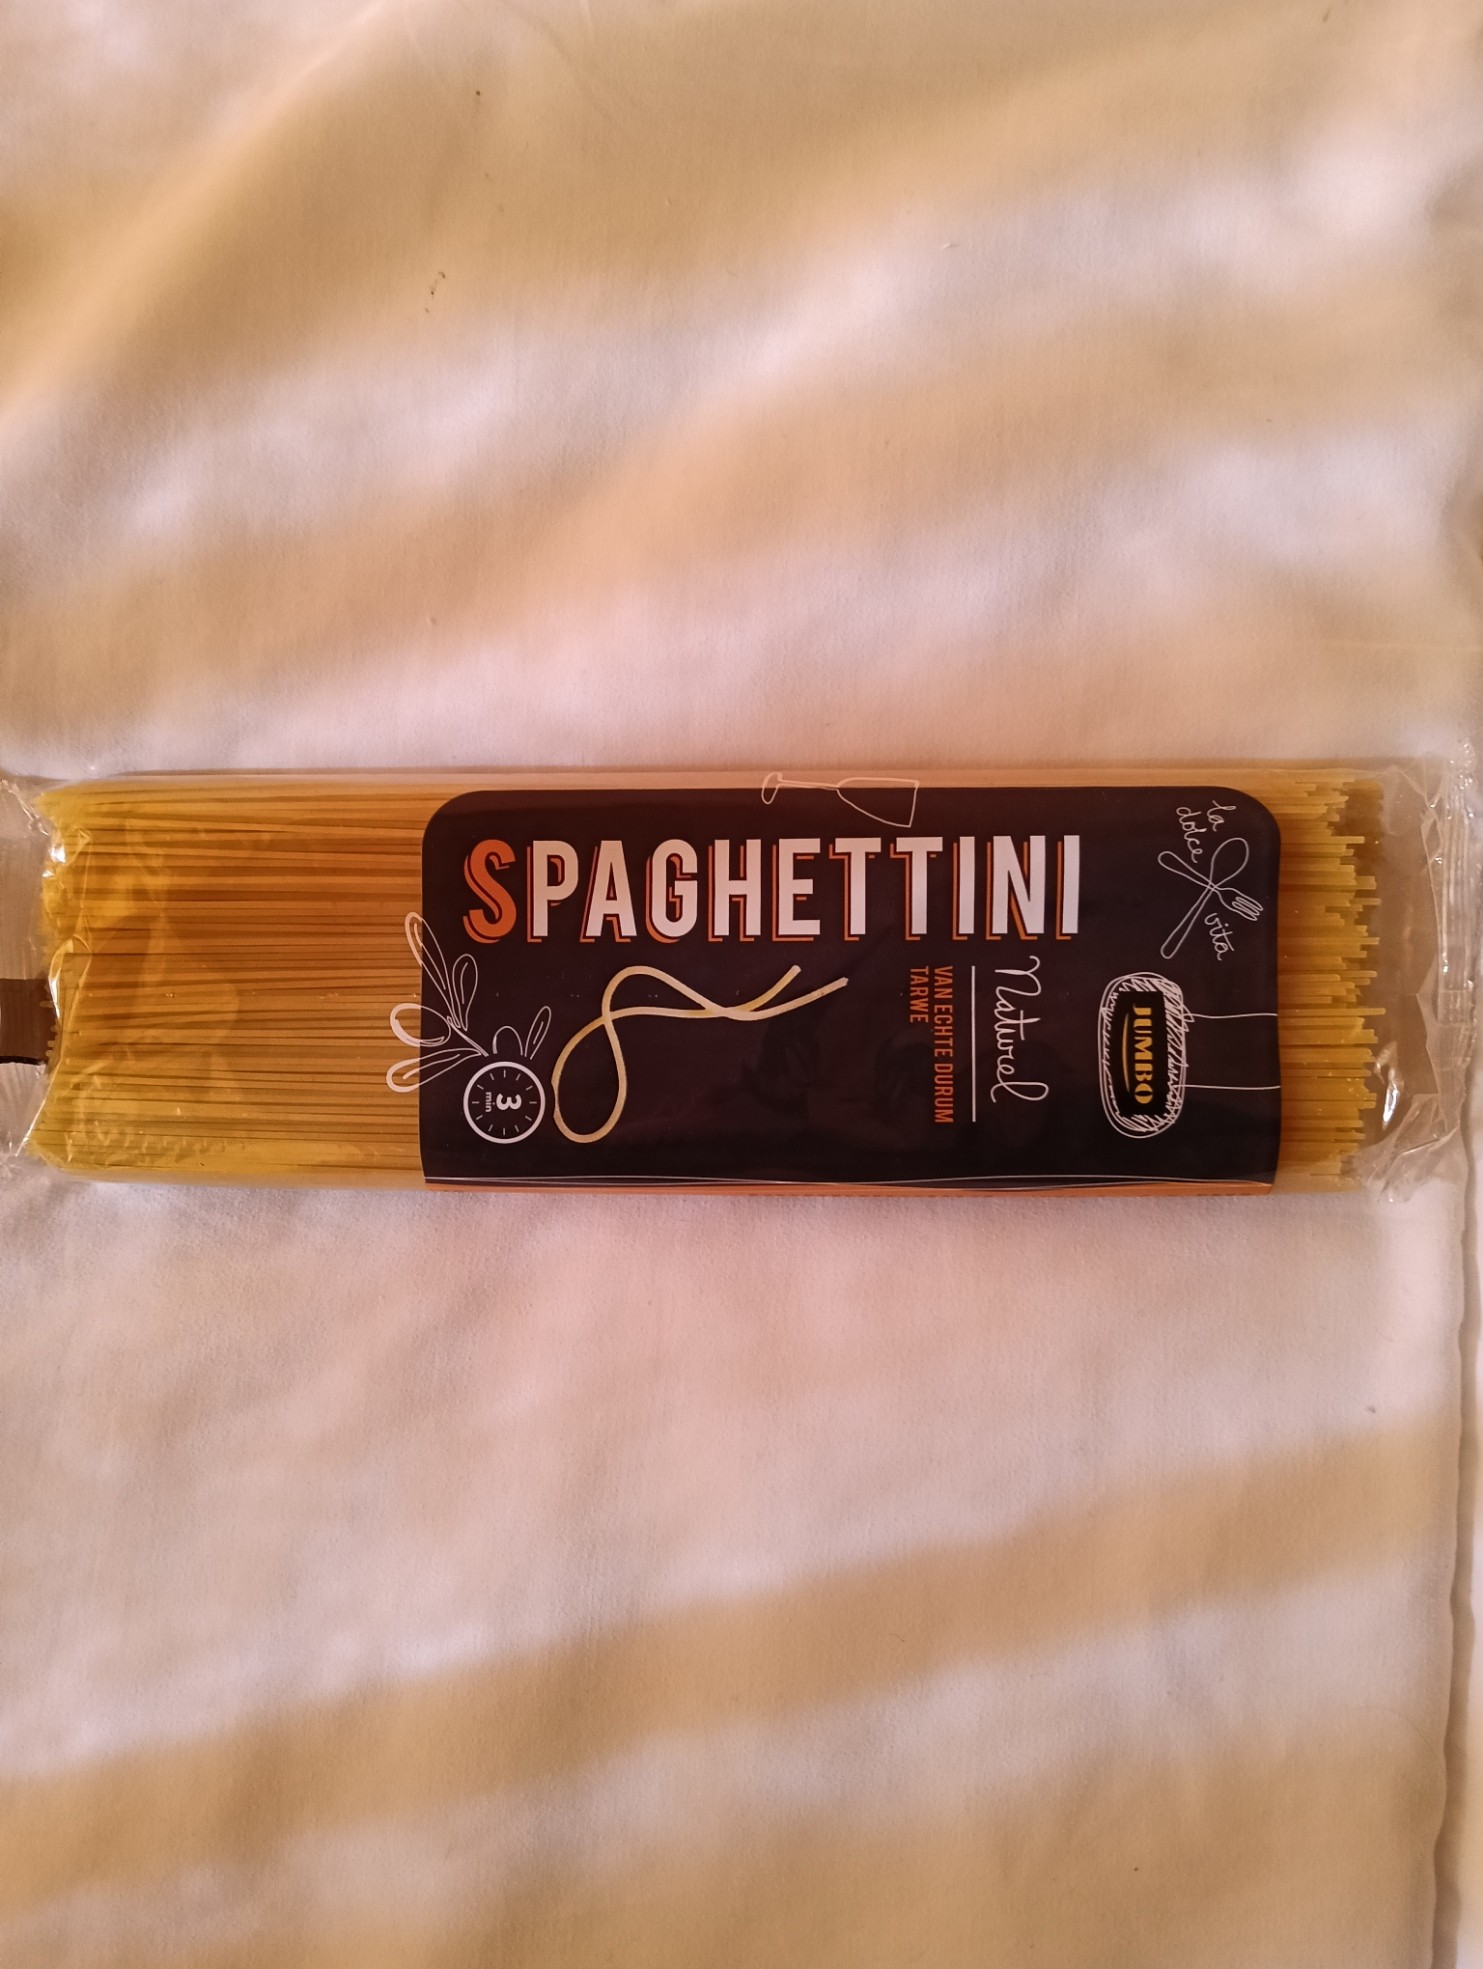 la
dolce
vita
JUMBO
SPAGHETTINI
Naturel
VAN ECHTE DURUM
TARWE
3
min